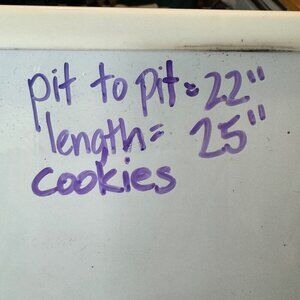 pit to pit = 22"
length = 25"
cookies